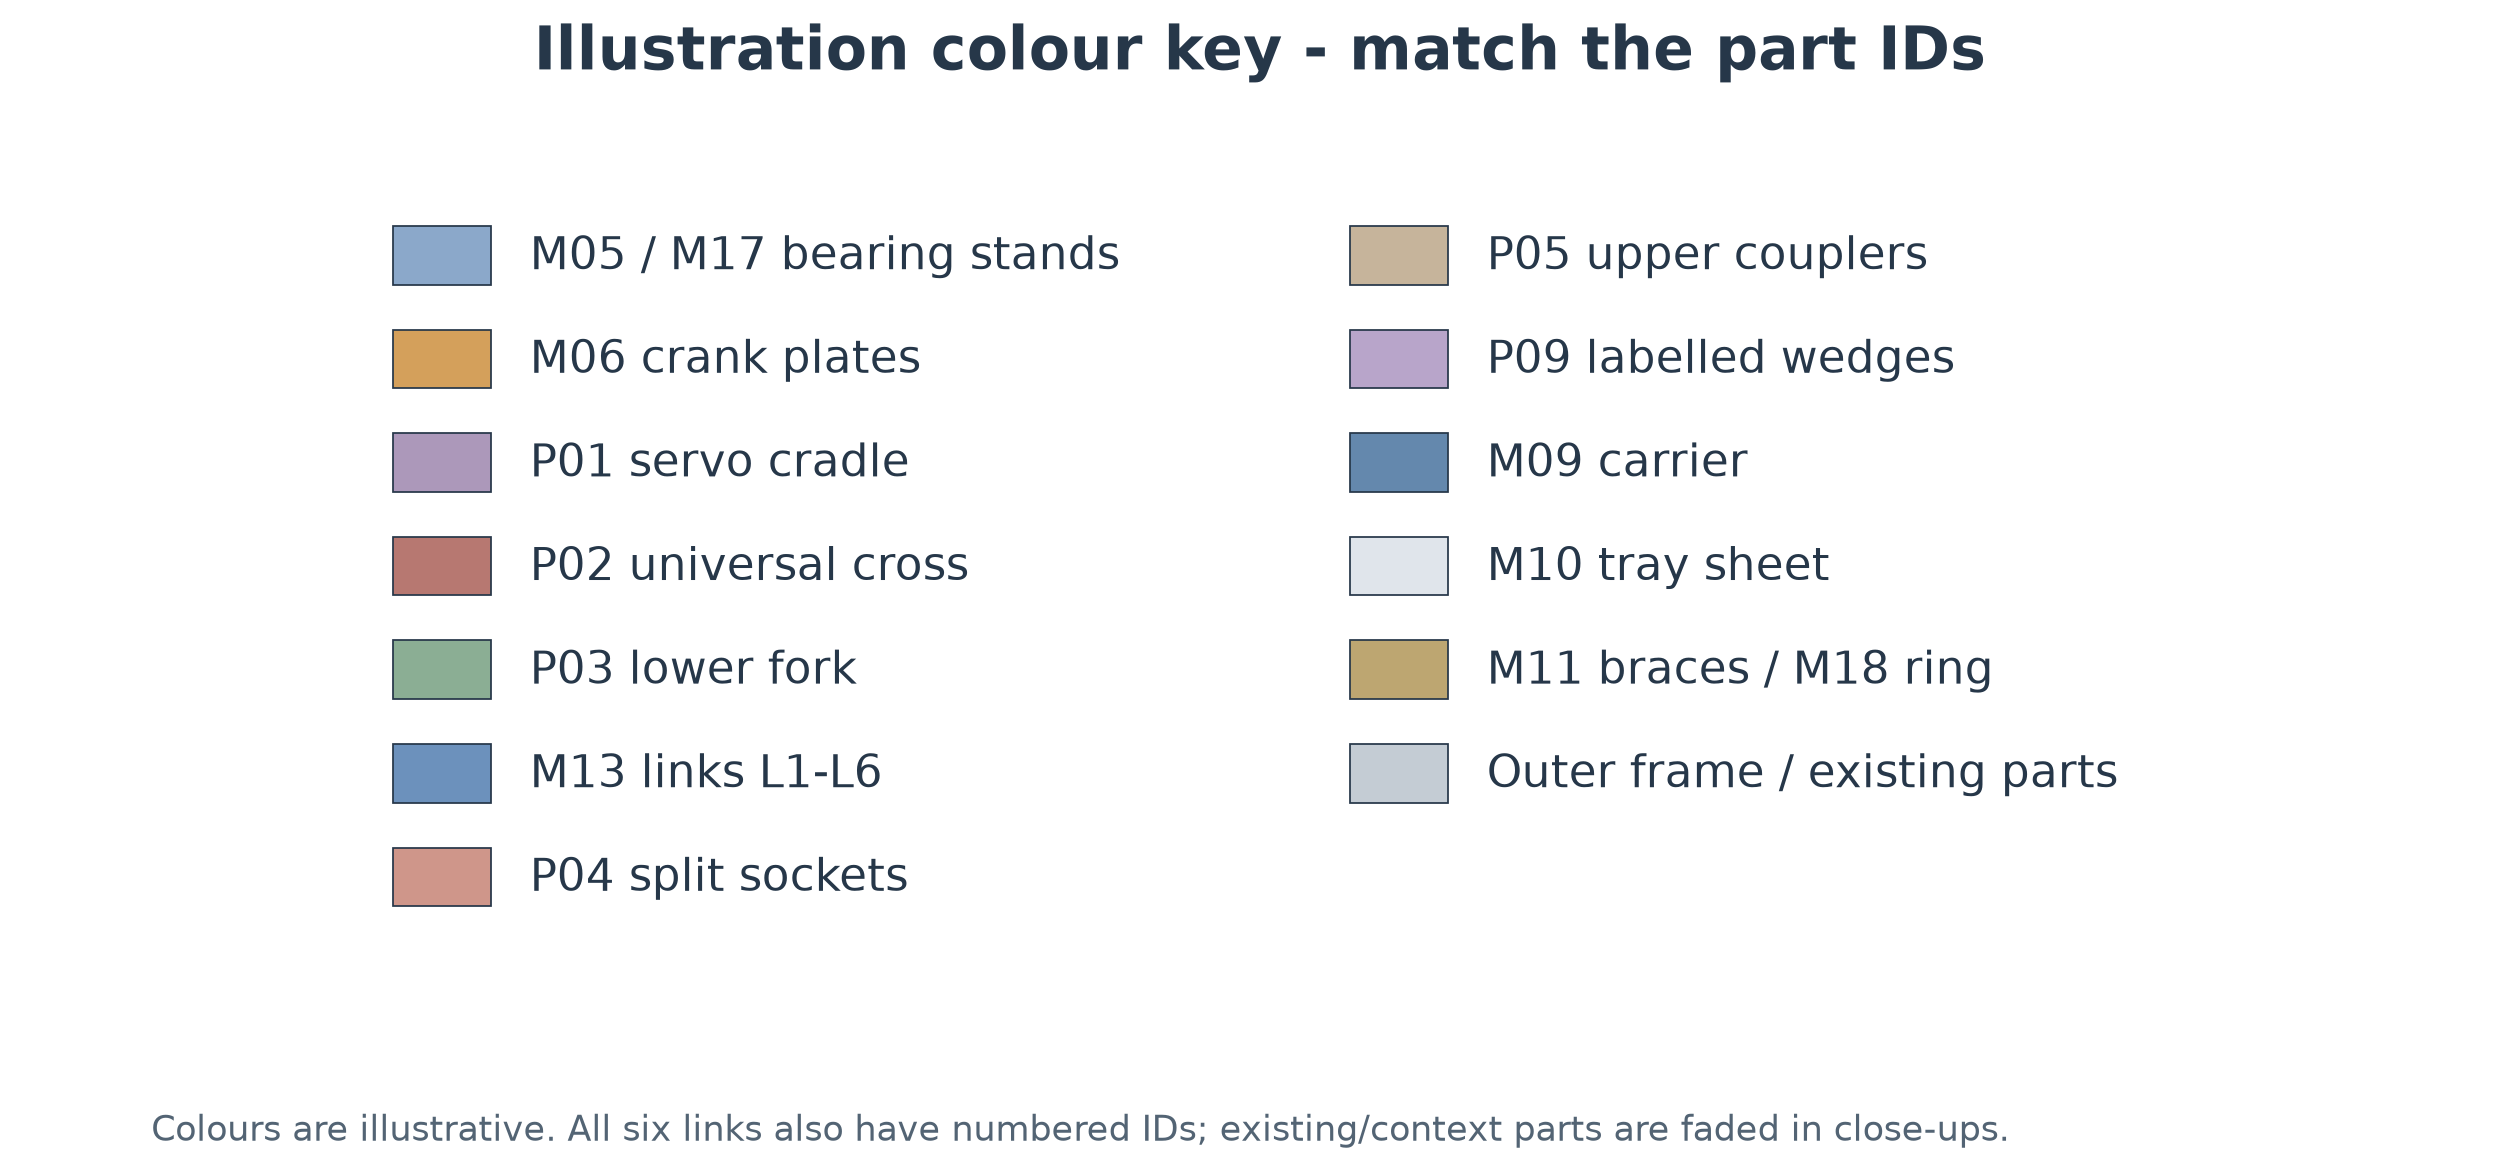 Illustration colour key - match the part IDs
M05 / M17 bearing stands
M06 crank plates
P01 servo cradle
P02 universal cross
P03 lower fork
M13 links L1-L6
P04 split sockets
P05 upper couplers
P09 labelled wedges
M09 carrier
M10 tray sheet
M11 braces / M18 ring
Outer frame / existing parts
Colours are illustrative. All six links also have numbered IDs; existing/context parts are faded in close-ups.